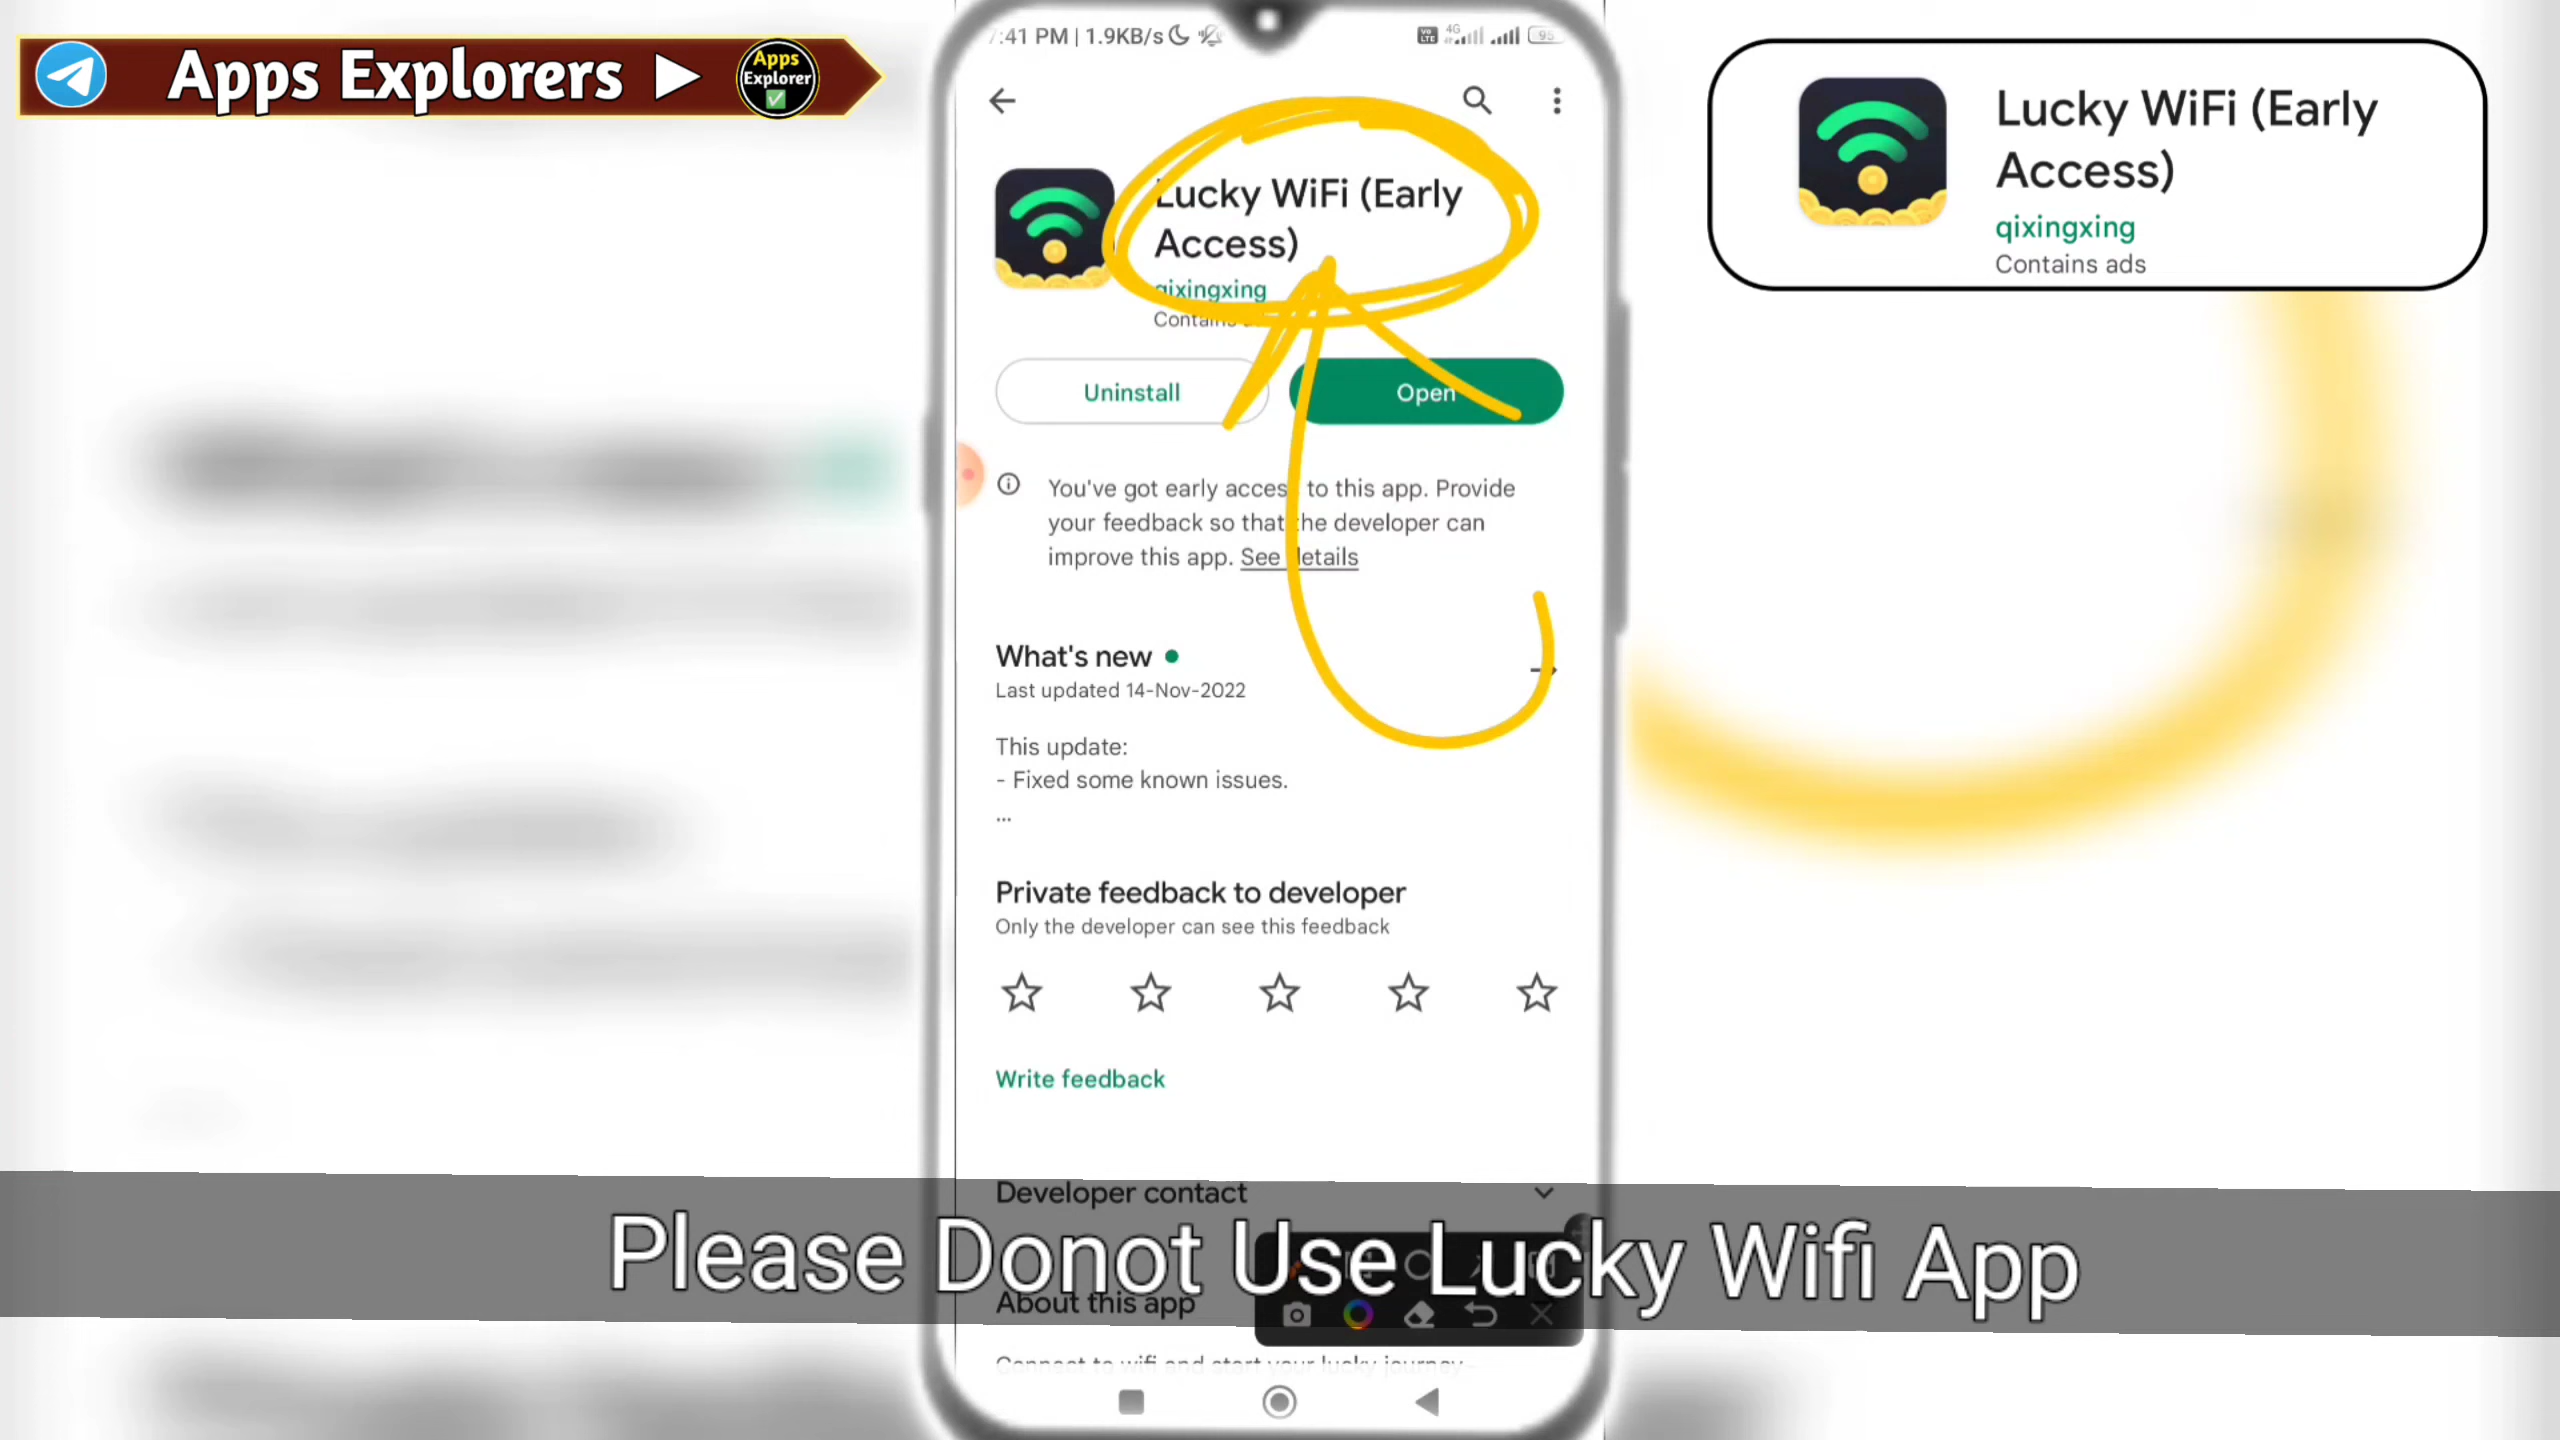 Apps Explorers
Apps
Explorer
:41 PM | 1.9KB/s
Vo
LTE
4G
95
Lucky WiFi (Early
Access)
qixingxing
Contains
Uninstall
Open
You've got early access to this app. Provide
your feedback so that the developer can
improve this app. See details
What's new
Last updated 14-Nov-2022
This update:
- Fixed some known issues.
...
Private feedback to developer
Only the developer can see this feedback
Write feedback
Developer contact
About this app
Connect to wifi and start your lucky journey
Lucky WiFi (Early
Access)
qixingxing
Contains ads
Please Donot Use Lucky Wifi App